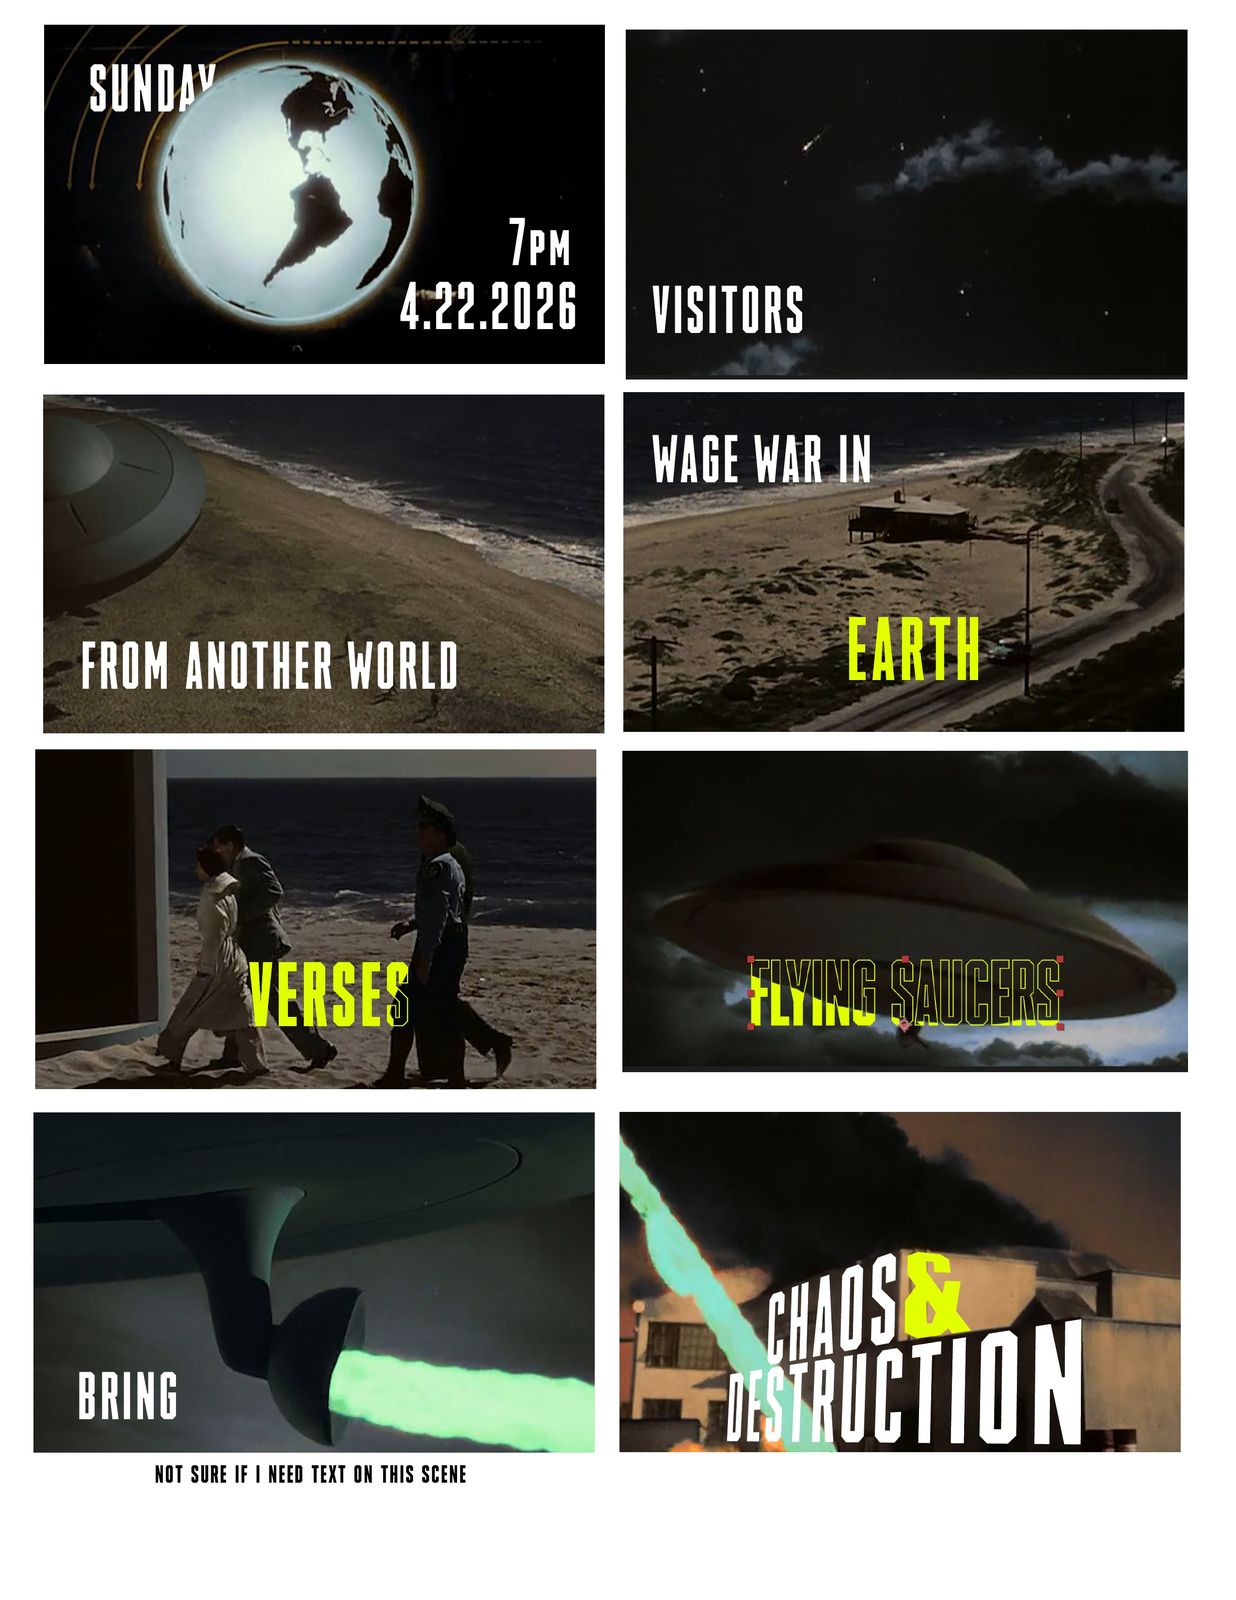 SUNDAY
7PM
4.22.2026
VISITORS
FROM ANOTHER WORLD
WAGE WAR IN
EARTH
VERSES
FLYING SAUCERS
BRING
CHAOS &
DESTRUCTION
NOT SURE IF I NEED TEXT ON THIS SCENE